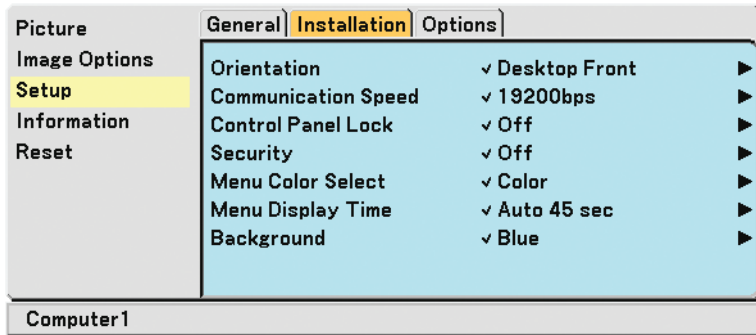 Picture
Image Options
Setup
Information
Reset
General Installation Options
Orientation ✓ Desktop Front ▶
Communication Speed ✓ 19200bps ▶
Control Panel Lock ✓ Off ▶
Security ✓ Off ▶
Menu Color Select ✓ Color ▶
Menu Display Time ✓ Auto 45 sec ▶
Background ✓ Blue ▶
Computer1